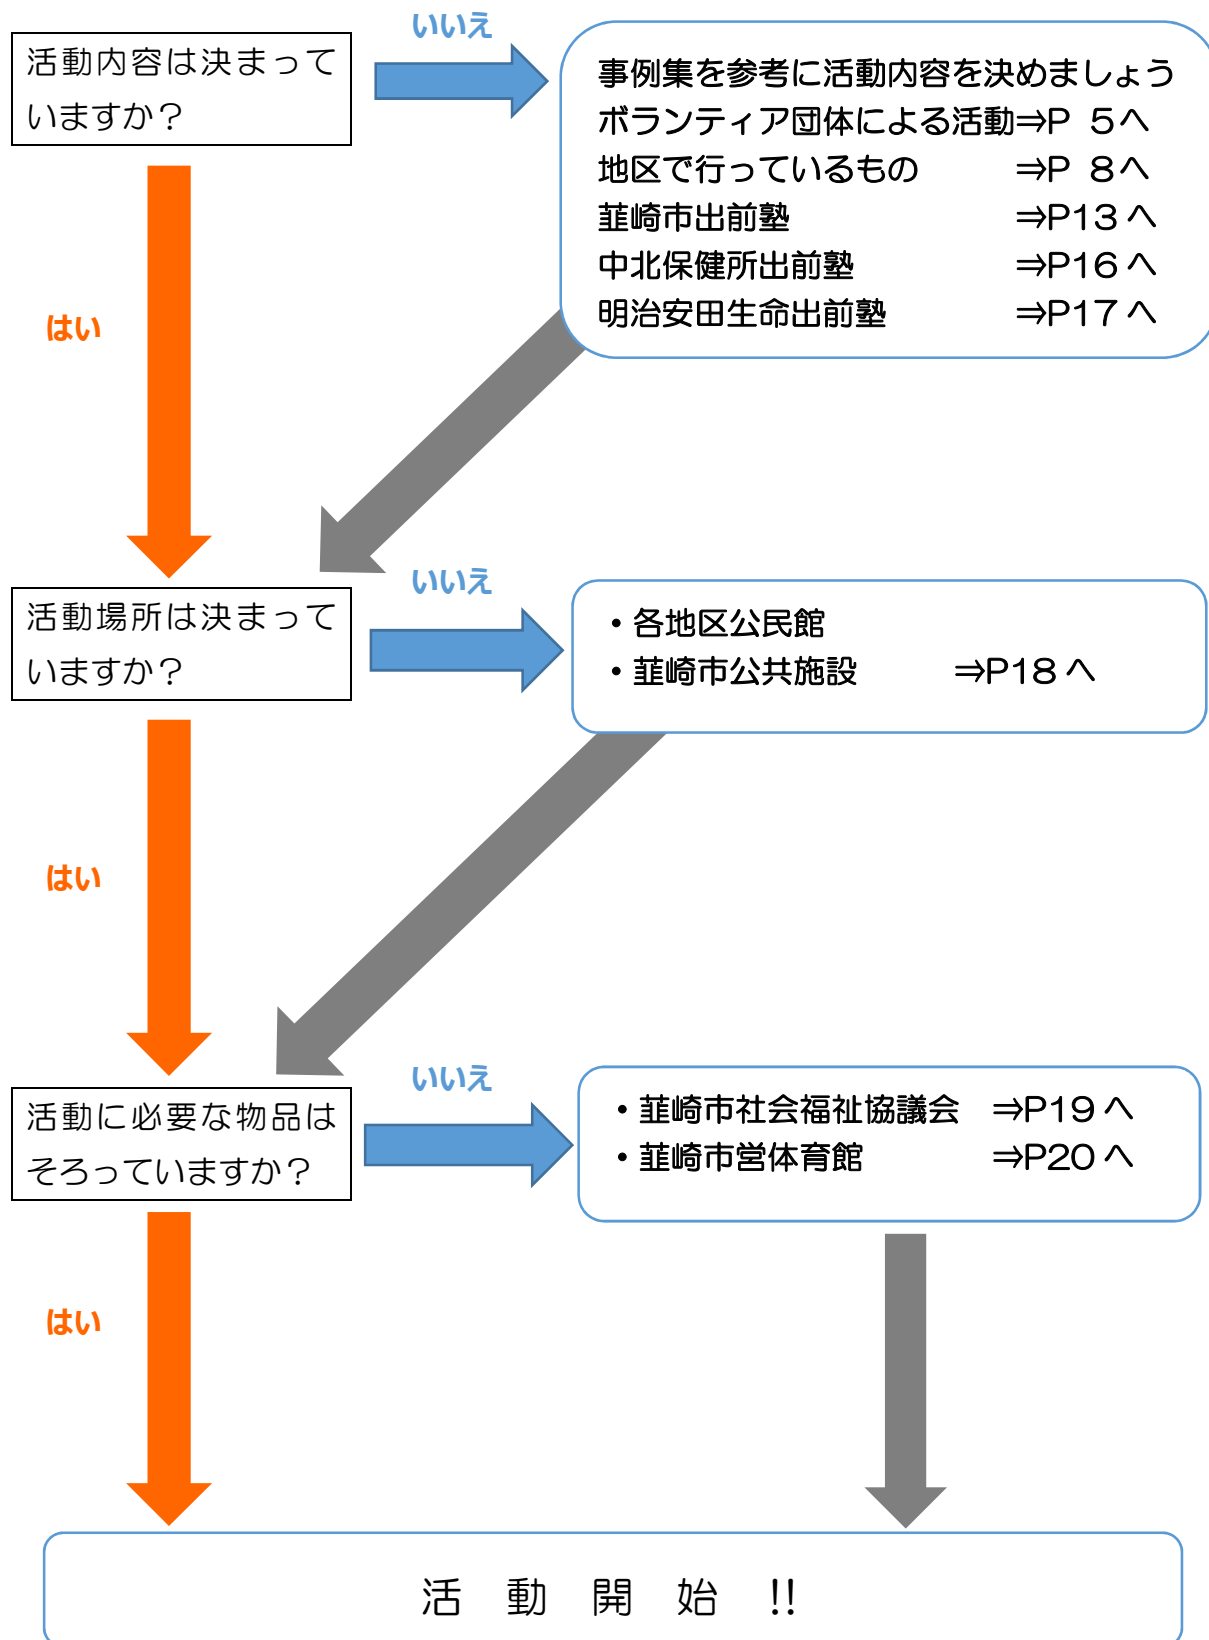 いいえ
活動内容は決まって
いますか？
事例集を参考に活動内容を決めましょう
ボランティア団体による活動⇒P 5へ
地区で行っているもの ⇒P 8へ
韮崎市出前塾 ⇒P13へ
中北保健所出前塾 ⇒P16へ
明治安田生命出前塾 ⇒P17へ
はい
いいえ
活動場所は決まって
いますか？
・各地区公民館
・韮崎市公共施設 ⇒P18へ
はい
いいえ
活動に必要な物品は
そろっていますか？
・韮崎市社会福祉協議会 ⇒P19へ
・韮崎市営体育館 ⇒P20へ
はい
活 動 開 始 !!